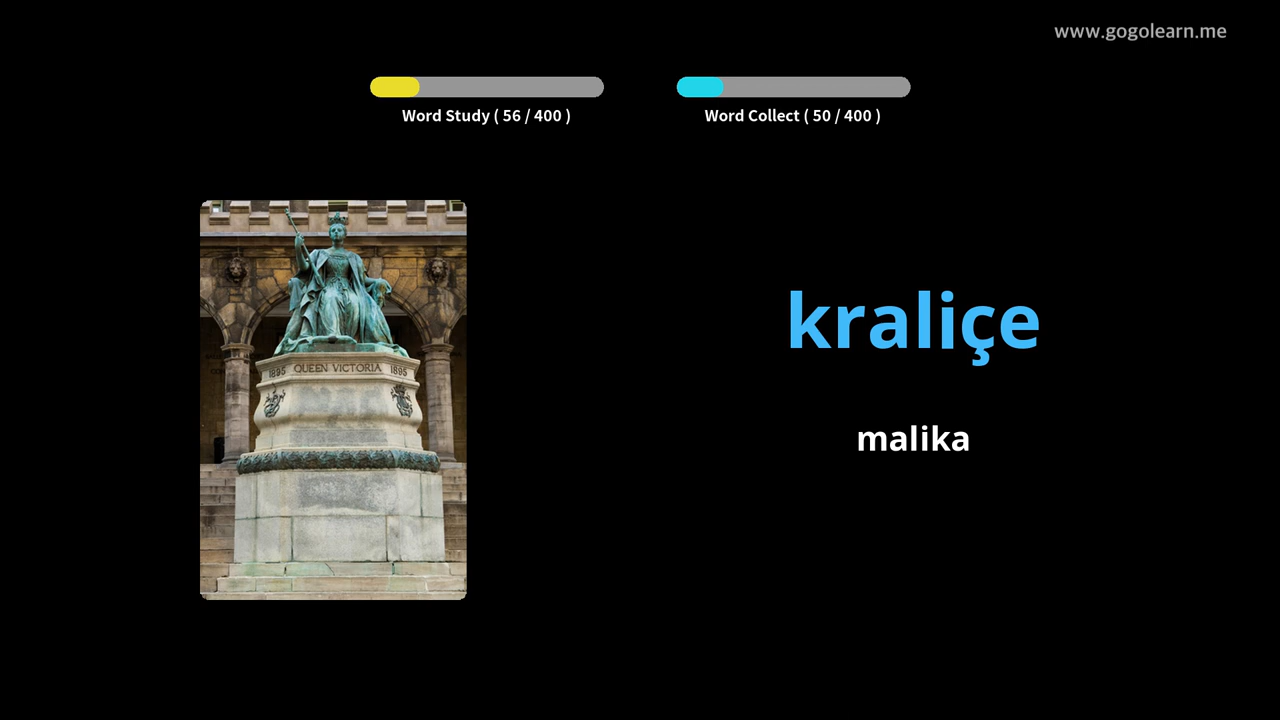 www.gogolearn.me
Word Study ( 56 / 400 )
Word Collect ( 50 / 400 )
1895 QUEEN VICTORIA 1895
kraliçe
malika